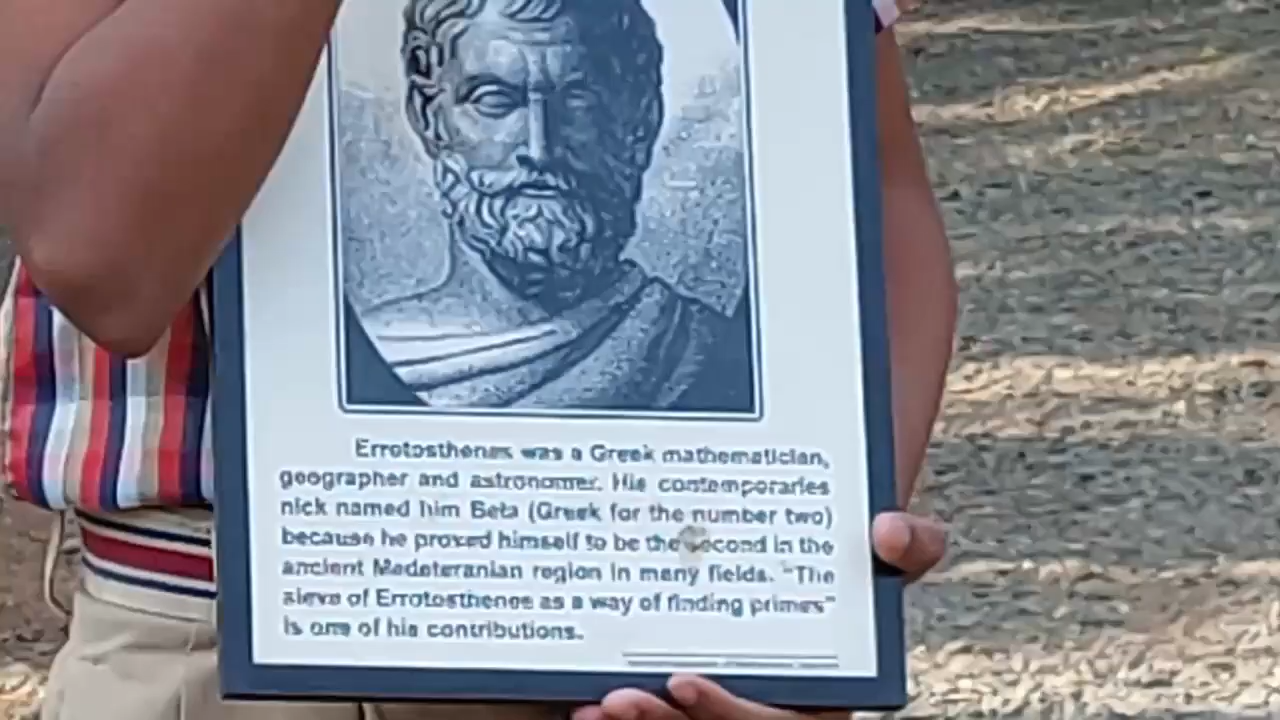 Errotosthenes was a Greek mathematician,
geographer and astronomer. His contemporaries
nick named him Beta (Greek for the number two)
because he proved himself to be the second in the
ancient Madeteranian region in many fields. "The
sieve of Errotosthenes as a way of finding primes"
is one of his contributions.